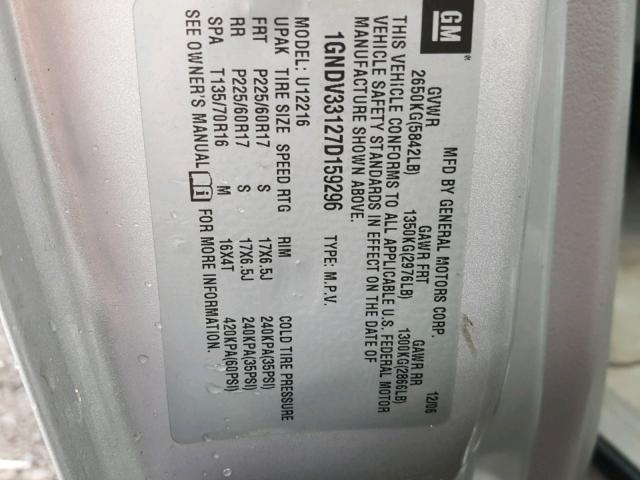 GM
MFD BY GENERAL MOTORS CORP. 12/06
GVWR GAWR FRT GAWR RR
2650KG(5842LB) 1350KG(2976LB) 1300KG(2866LB)
THIS VEHICLE CONFORMS TO ALL APPLICABLE U.S. FEDERAL MOTOR
VEHICLE SAFETY STANDARDS IN EFFECT ON THE DATE OF
MANUFACTURE SHOWN ABOVE.
1GNDV33127D159296 TYPE: M.P.V.
MODEL: U12216
UPAK TIRE SIZE SPEED RTG RIM COLD TIRE PRESSURE
FRT P225/60R17 S 17X6.5J 240KPA(35PSI)
RR P225/60R17 S 17X6.5J 240KPA(35PSI)
SPA T135/70R16 M 16X4T 420KPA(60PSI)
SEE OWNER'S MANUAL i FOR MORE INFORMATION.